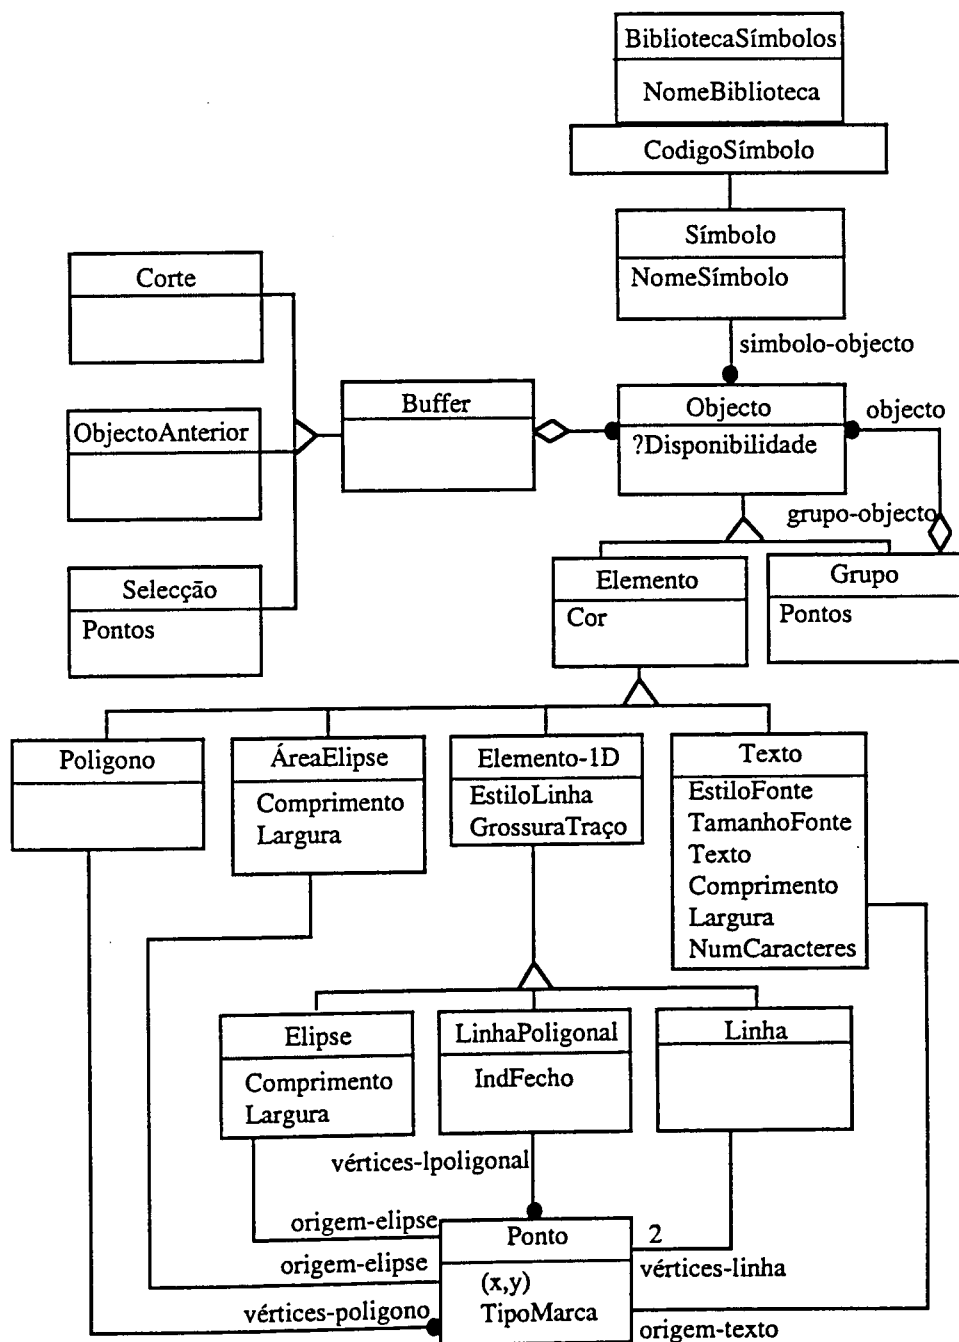 BibliotecaSímbolos
NomeBiblioteca
CodigoSímbolo
Símbolo
NomeSímbolo
simbolo-objecto
Corte
ObjectoAnterior
Selecção
Pontos
Buffer
Objecto
?Disponibilidade
objecto
grupo-objecto
Elemento
Cor
Grupo
Pontos
Poligono
ÁreaElipse
Comprimento
Largura
Elemento-1D
EstiloLinha
GrossuraTraço
Texto
EstiloFonte
TamanhoFonte
Texto
Comprimento
Largura
NumCaracteres
Elipse
Comprimento
Largura
LinhaPoligonal
IndFecho
Linha
vértices-lpoligonal
origem-elipse
origem-elipse
vértices-poligono
Ponto
(x,y)
TipoMarca
2
vértices-linha
origem-texto